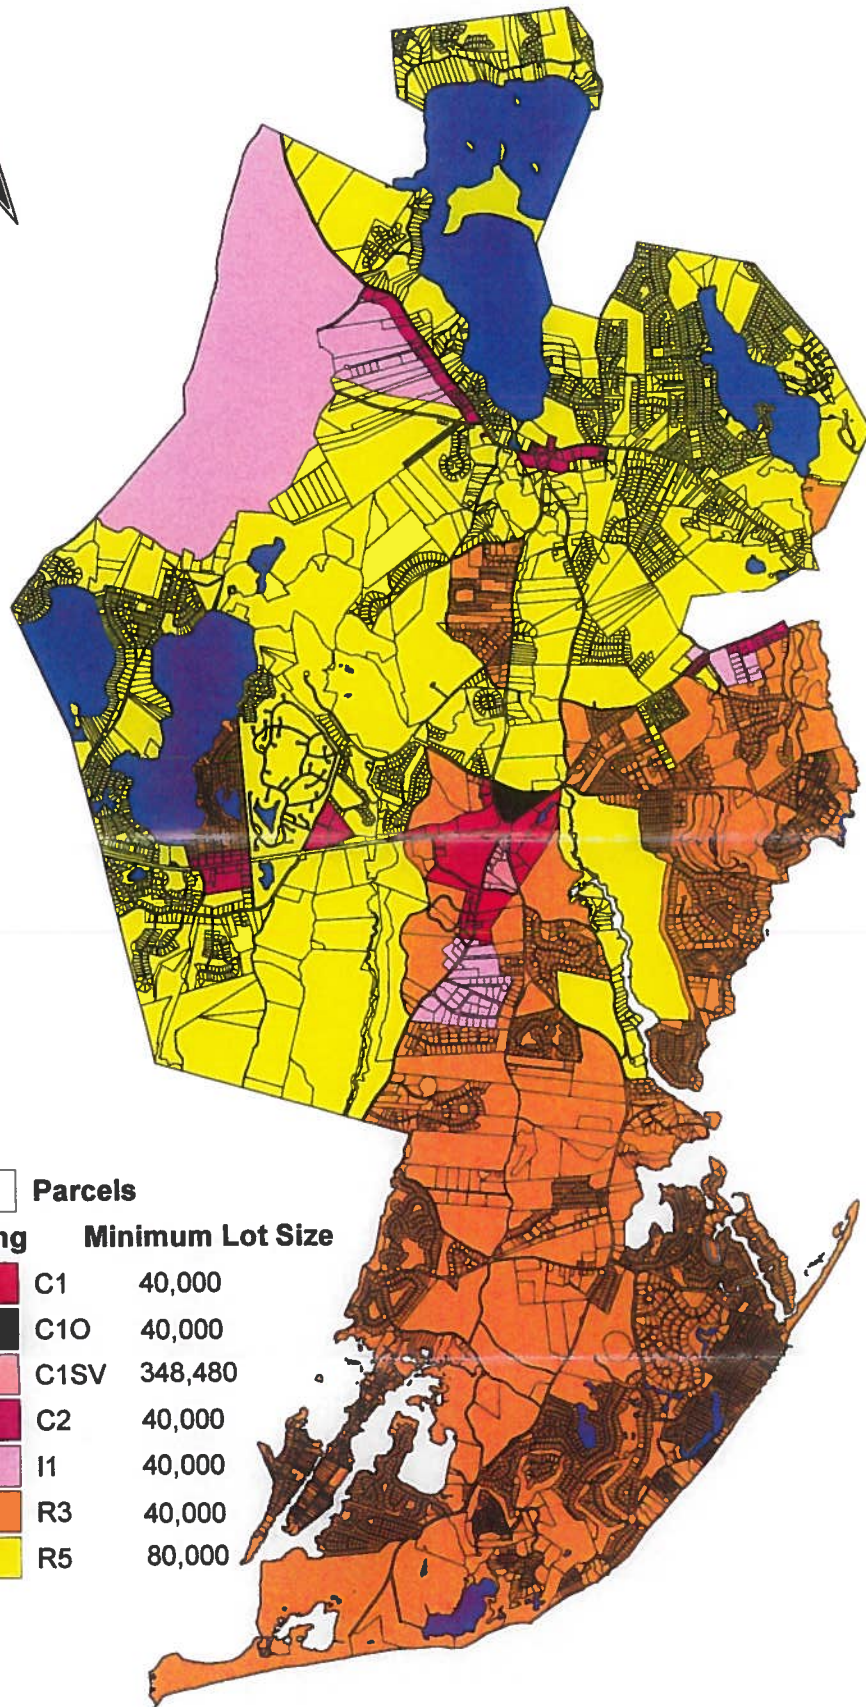 Parcels
ng Minimum Lot Size
C1 40,000
C1O 40,000
C1SV 348,480
C2 40,000
I1 40,000
R3 40,000
R5 80,000